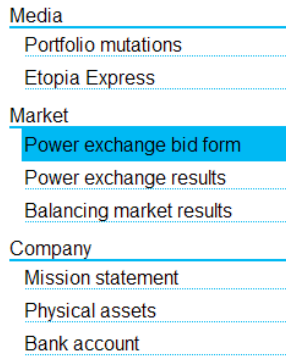 Media
Portfolio mutations
Etopia Express
Market
Power exchange bid form
Power exchange results
Balancing market results
Company
Mission statement
Physical assets
Bank account